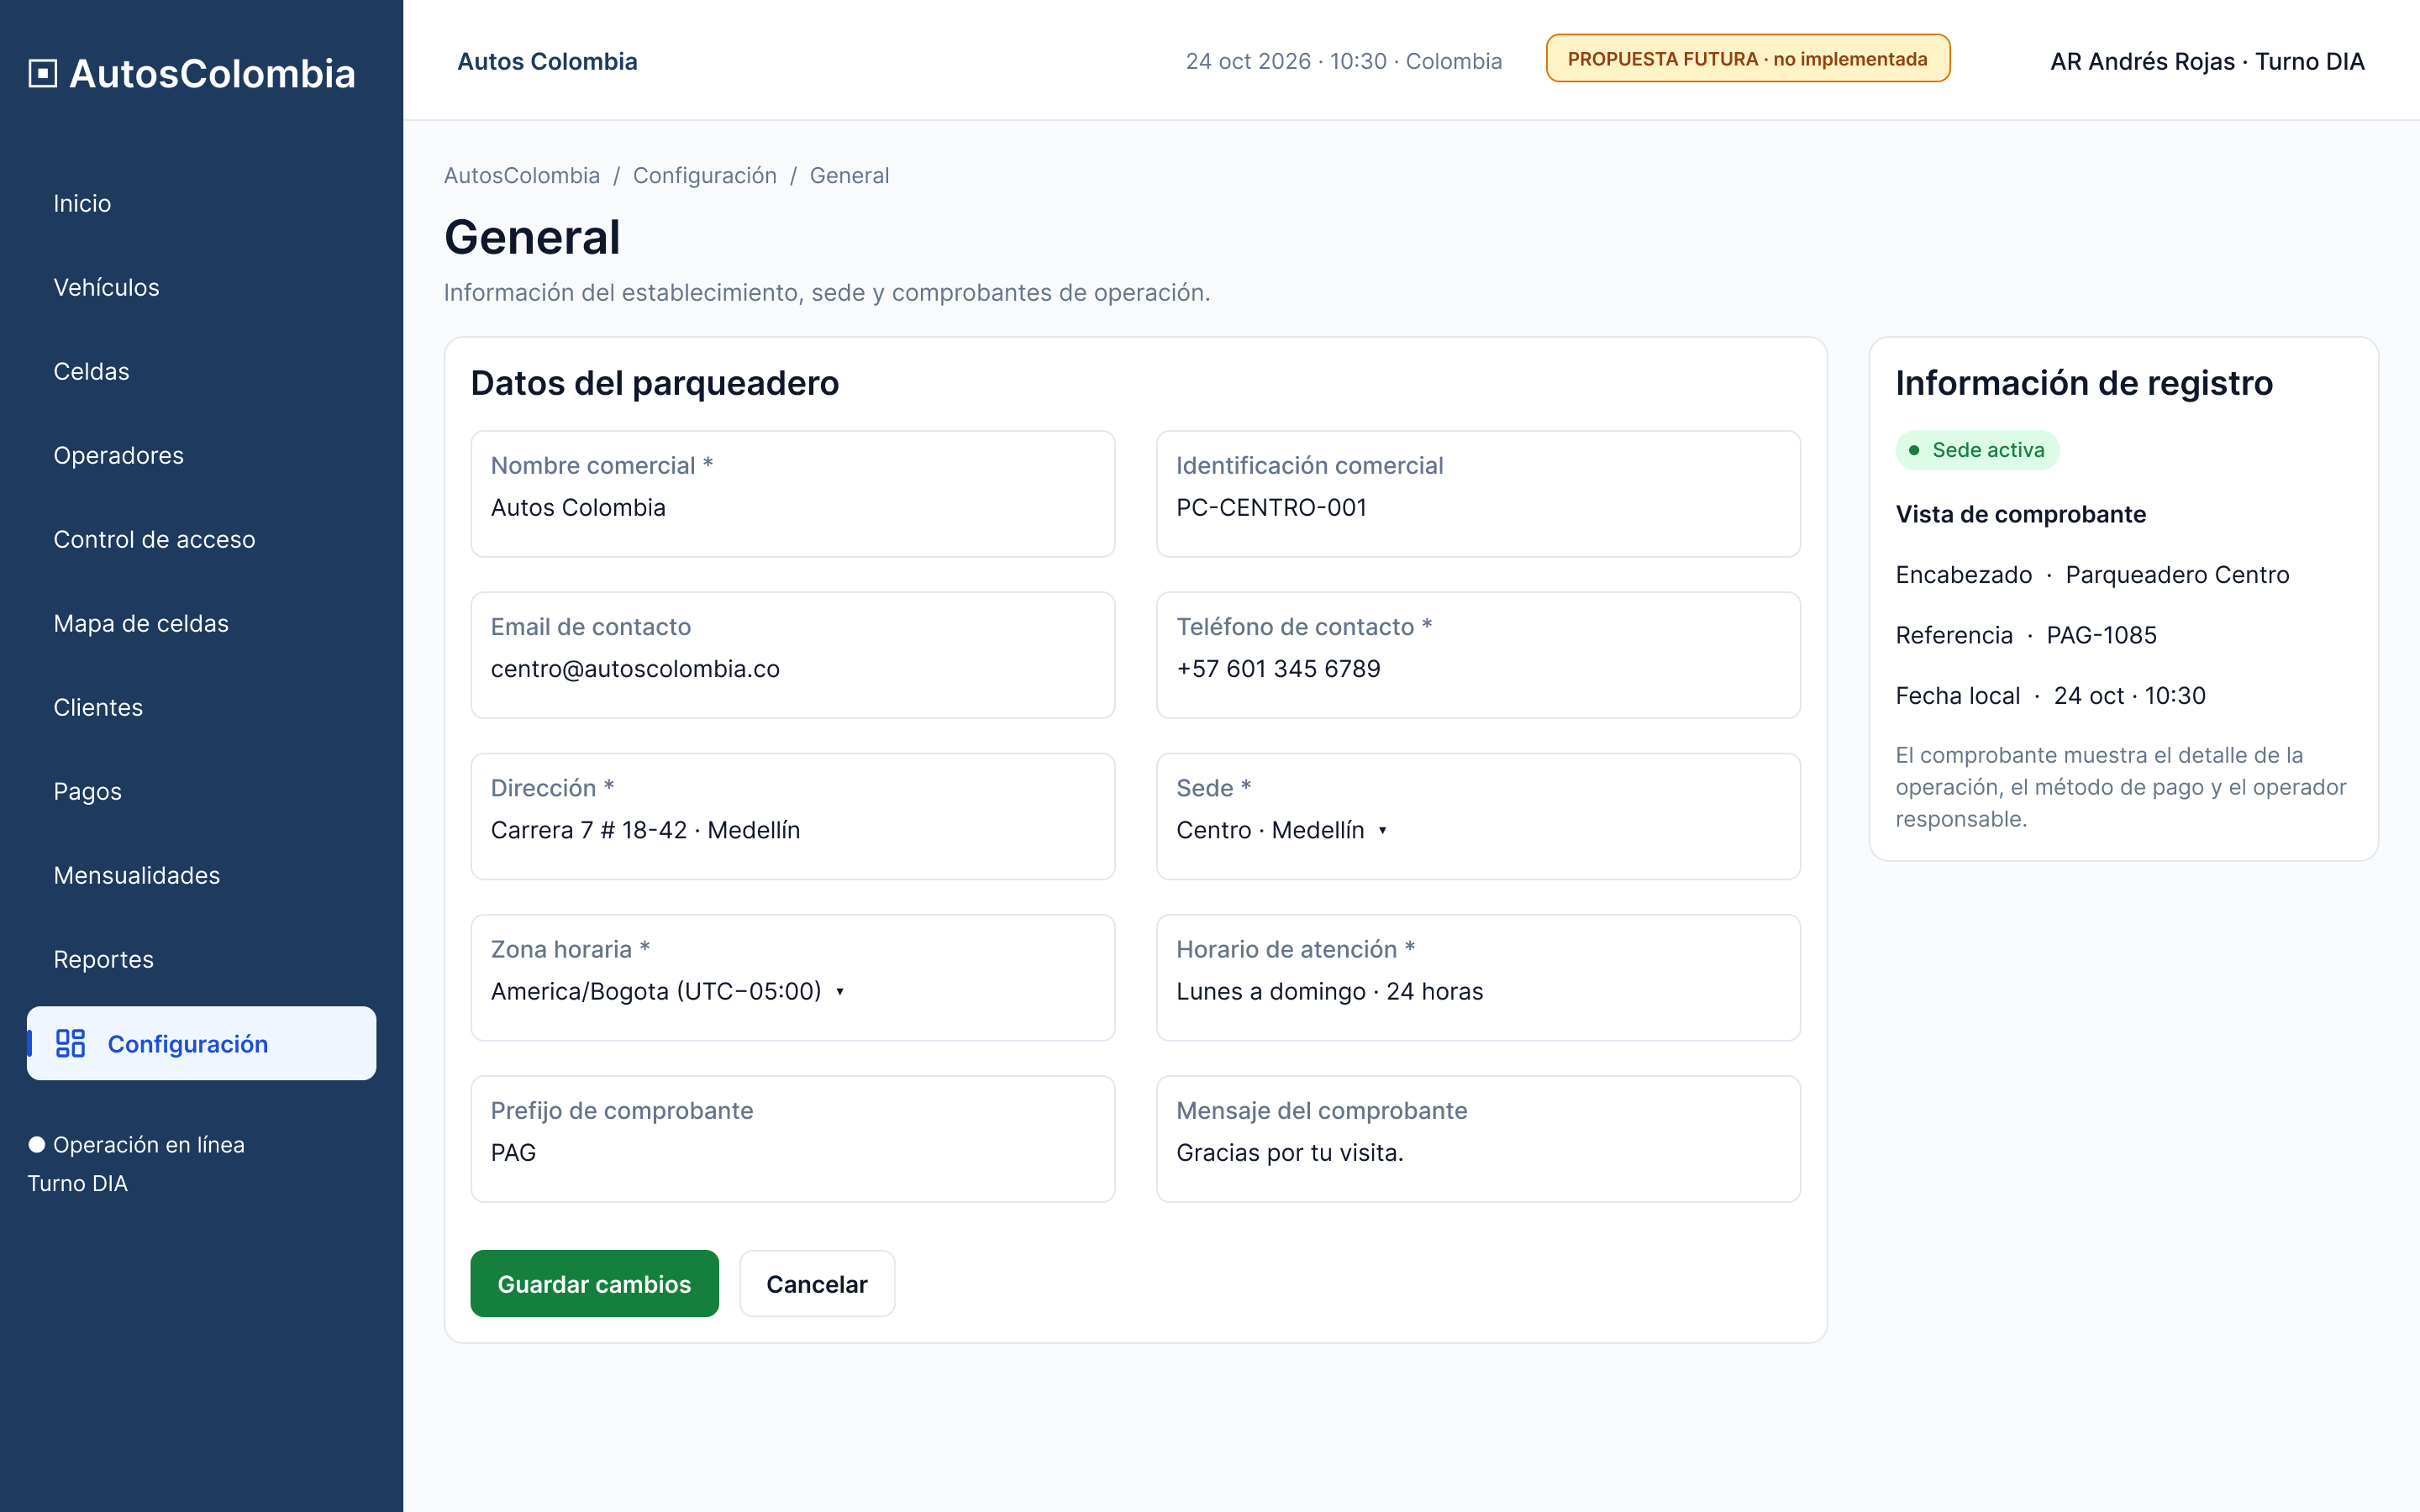 AutosColombia
Inicio
Vehículos
Celdas
Operadores
Control de acceso
Mapa de celdas
Clientes
Pagos
Mensualidades
Reportes
Configuración
Operación en línea
Turno DIA
Autos Colombia
24 oct 2026 · 10:30 · Colombia
PROPUESTA FUTURA · no implementada
AR Andrés Rojas · Turno DIA
AutosColombia / Configuración / General
General
Información del establecimiento, sede y comprobantes de operación.
Datos del parqueadero
Nombre comercial *
Autos Colombia
Identificación comercial
PC-CENTRO-001
Email de contacto
centro@autoscolombia.co
Teléfono de contacto *
+57 601 345 6789
Dirección *
Carrera 7 # 18-42 · Medellín
Sede *
Centro · Medellín ▾
Zona horaria *
America/Bogota (UTC−05:00) ▾
Horario de atención *
Lunes a domingo · 24 horas
Prefijo de comprobante
PAG
Mensaje del comprobante
Gracias por tu visita.
Guardar cambios
Cancelar
Información de registro
Sede activa
Vista de comprobante
Encabezado · Parqueadero Centro
Referencia · PAG-1085
Fecha local · 24 oct · 10:30
El comprobante muestra el detalle de la
operación, el método de pago y el operador
responsable.